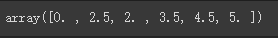 array([0. , 2.5, 2. , 3.5, 4.5, 5. ])